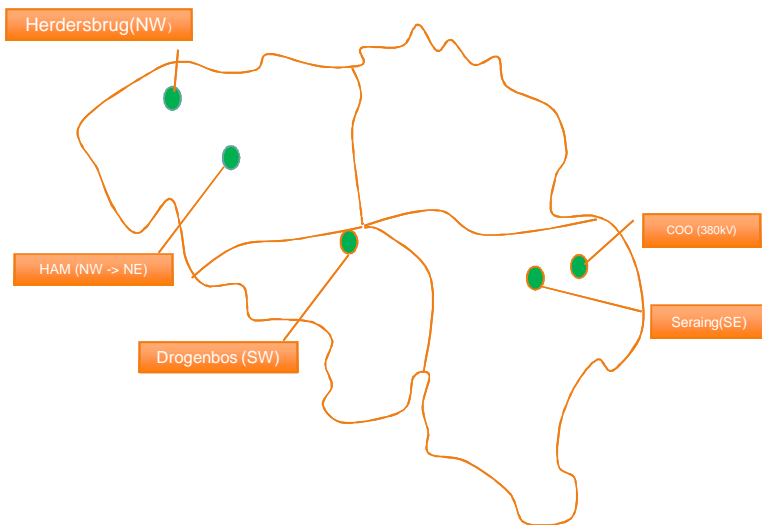 Herdersbrug(NW)
COO (380kV)
HAM (NW -> NE)
Seraing(SE)
Drogenbos (SW)